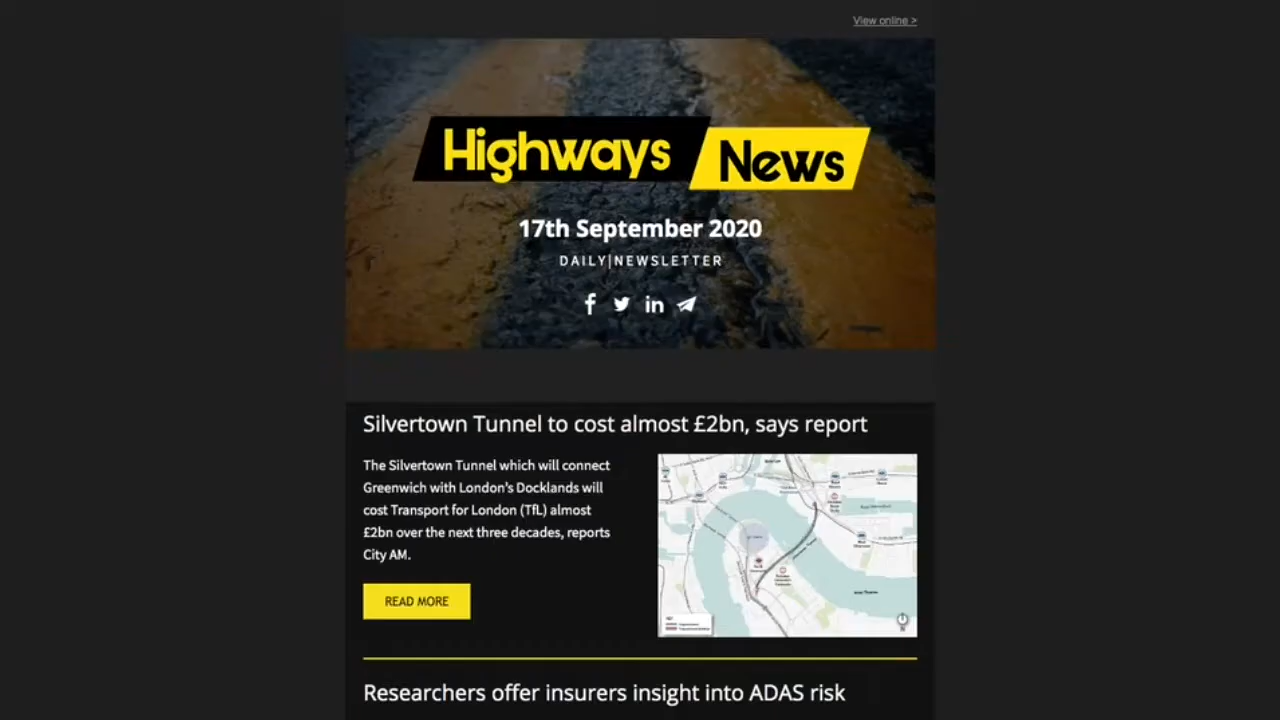 View online >
Highways News
17th September 2020
DAILY|NEWSLETTER
Silvertown Tunnel to cost almost £2bn, says report
The Silvertown Tunnel which will connect
Greenwich with London's Docklands will
cost Transport for London (TfL) almost
£2bn over the next three decades, reports
City AM.
READ MORE
Researchers offer insurers insight into ADAS risk